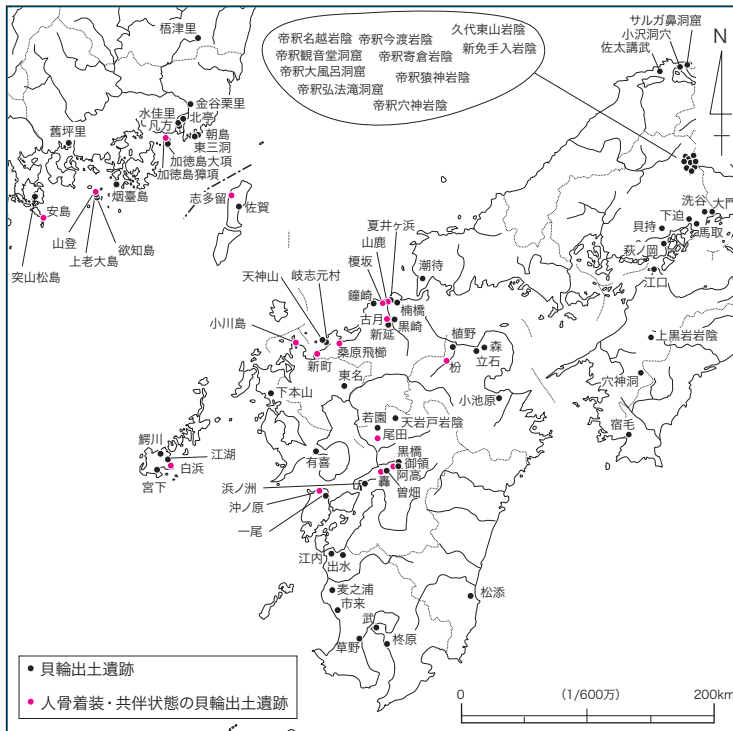 梧津里
帝釈名越岩陰
帝釈今渡岩陰
久代東山岩陰
帝釈観音堂洞窟
帝釈寄倉岩陰
新免手入岩陰
帝釈大風呂洞窟
帝釈猿神岩陰
帝釈弘法滝洞窟
帝釈穴神岩陰
サルガ鼻洞窟
小沢洞穴
佐太講武
N
金谷栗里
水佳里
北亭
凡方
朝島
東三洞
舊坪里
加徳島大項
加徳島獐項
烟臺島
安島
山登
欲知島
上老大島
突山松島
志多留
佐賀
洗谷
大門
下迫
馬取
貝持
萩ノ岡
江口
夏井ヶ浜
山鹿
榎坂
潮待
天神山
岐志元村
鐘崎
楠橋
古月
黒崎
新延
小川島
桑原飛櫛
新町
植野
森
立石
枌
上黒岩岩陰
穴神洞
宿毛
東名
下本山
小池原
若園
天岩戸岩陰
尾田
鰐川
江湖
白浜
宮下
有喜
黒橋
御領
阿高
轟
曽畑
浜ノ洲
沖ノ原
一尾
江内
出水
麦之浦
市来
武
草野
柊原
松添
貝輪出土遺跡
人骨着装・共伴状態の貝輪出土遺跡
0
(1/600万)
200km